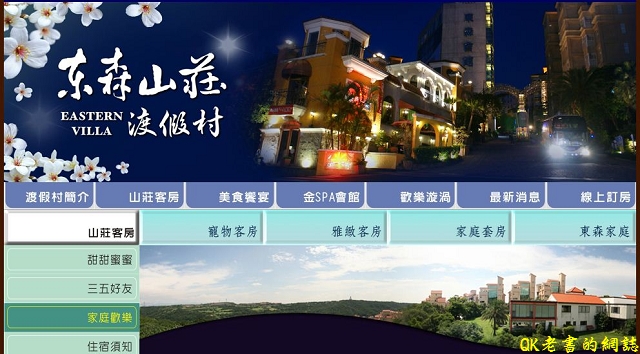 东森山莊
EASTERN
VILLA
渡假村
渡假村簡介 山莊客房 美食饗宴 金SPA會館 歡樂漩渦 最新消息 線上訂房
山莊客房 寵物客房 雅緻客房 家庭套房 東森家庭
甜甜蜜蜜
三五好友
家庭歡樂
住宿須知
QK老書的網誌